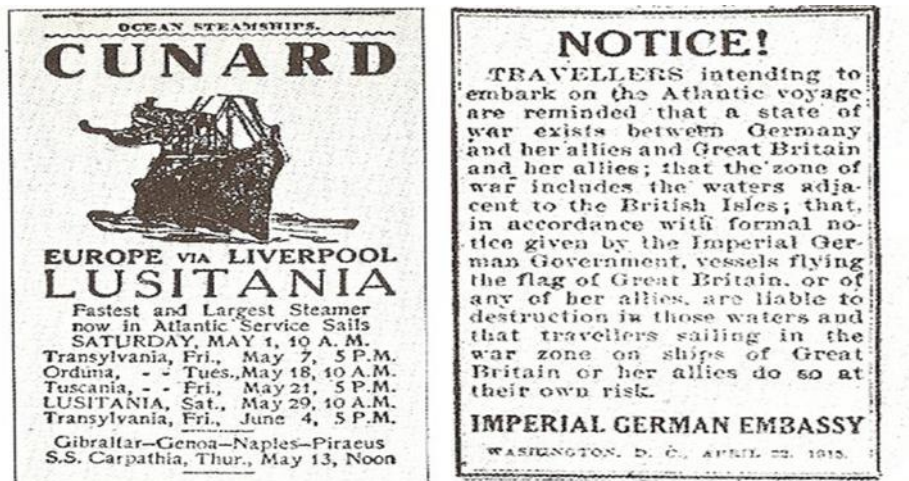 OCEAN STEAMSHIPS.
CUNARD
EUROPE VIA LIVERPOOL
LUSITANIA
Fastest and Largest Steamer
now in Atlantic Service Sails
SATURDAY, MAY 1, 10 A. M.
Transylvania, Fri., May 7, 5 P.M.
Orduna, - - Tues., May 18, 10 A.M.
Tuscania, - - Fri., May 21, 5 P.M.
LUSITANIA, Sat., May 29, 10 A.M.
Transylvania, Fri., June 4, 5 P.M.
Gibraltar—Genoa—Naples—Piraeus
S.S. Carpathia, Thur., May 13, Noon
NOTICE!
TRAVELLERS intending to
embark on the Atlantic voyage
are reminded that a state of
war exists between Germany
and her allies and Great Britain
and her allies; that the zone of
war includes the waters adja-
cent to the British Isles; that,
in accordance with formal no-
tice given by the Imperial Ger-
man Government, vessels flying
the flag of Great Britain, or of
any of her allies, are liable to
destruction in those waters and
that travellers sailing in the
war zone on ships of Great
Britain or her allies do so at
their own risk.
IMPERIAL GERMAN EMBASSY
WASHINGTON, D. C., APRIL 22, 1915.